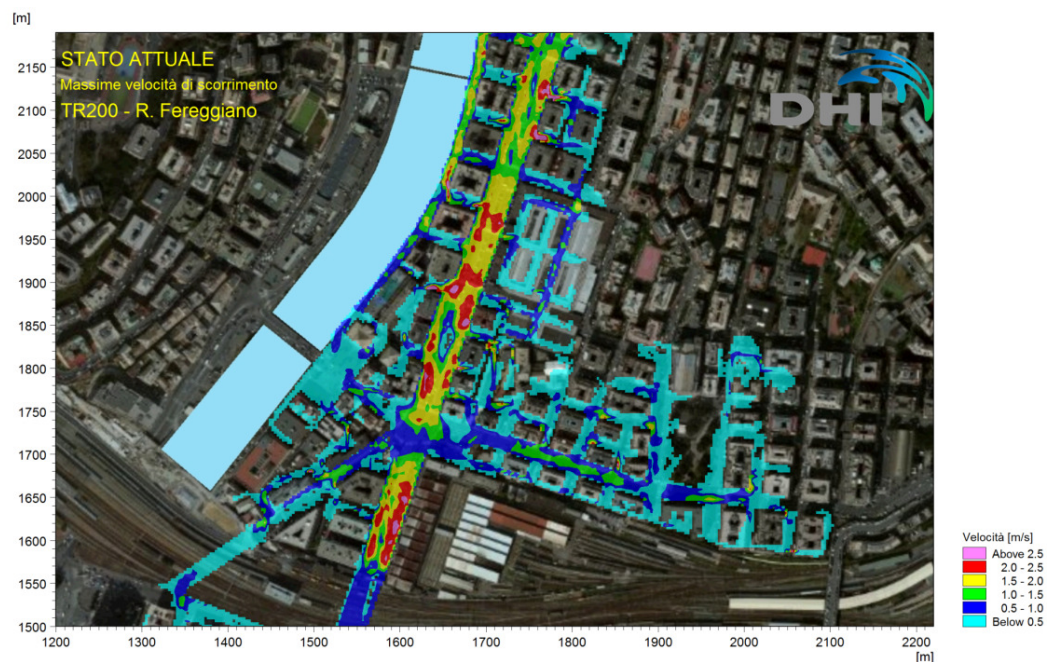 [m]
STATO ATTUALE
Massime velocità di scorrimento
TR200 - R. Fereggiano
DHI
2150
2100
2050
2000
1950
1900
1850
1800
1750
1700
1650
1600
1550
1500
1200 1300 1400 1500 1600 1700 1800 1900 2000 2100 2200
[m]
Velocità [m/s]
Above 2.5
2.0 - 2.5
1.5 - 2.0
1.0 - 1.5
0.5 - 1.0
Below 0.5